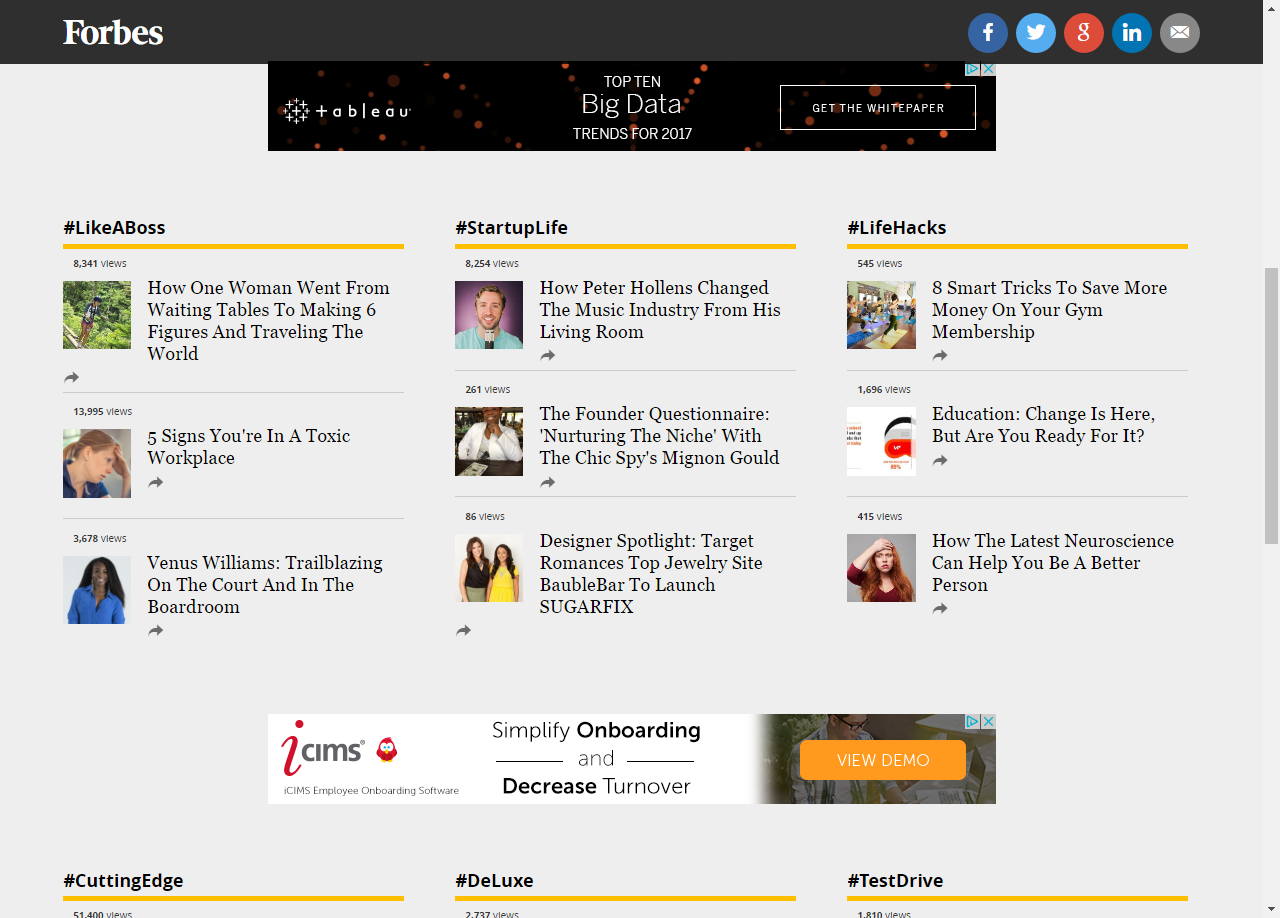 Forbes
f
g
in
tableau
TOP TEN
Big Data
TRENDS FOR 2017
GET THE WHITEPAPER
#LikeABoss
8,341 views
How One Woman Went From
Waiting Tables To Making 6
Figures And Traveling The
World
13,995 views
5 Signs You're In A Toxic
Workplace
3,678 views
Venus Williams: Trailblazing
On The Court And In The
Boardroom
#StartupLife
8,254 views
How Peter Hollens Changed
The Music Industry From His
Living Room
261 views
The Founder Questionnaire:
'Nurturing The Niche' With
The Chic Spy's Mignon Gould
86 views
Designer Spotlight: Target
Romances Top Jewelry Site
BaubleBar To Launch
SUGARFIX
#LifeHacks
545 views
8 Smart Tricks To Save More
Money On Your Gym
Membership
1,696 views
Education: Change Is Here,
But Are You Ready For It?
415 views
How The Latest Neuroscience
Can Help You Be A Better
Person
icims®
iCIMS Employee Onboarding Software
Simplify Onboarding
and
Decrease Turnover
VIEW DEMO
#CuttingEdge
51,400 views
#DeLuxe
2,737 views
#TestDrive
1,810 views